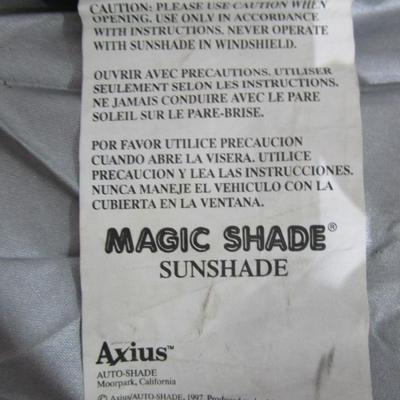 CAUTION: PLEASE USE CAUTION WHEN
OPENING. USE ONLY IN ACCORDANCE
WITH INSTRUCTIONS. NEVER OPERATE
WITH SUNSHADE IN WINDSHIELD.
OUVRIR AVEC PRECAUTIONS. UTILISER
SEULEMENT SELON LES INSTRUCTIONS.
NE JAMAIS CONDUIRE AVEC LE PARE
SOLEIL SUR LE PARE-BRISE.
POR FAVOR UTILICE PRECAUCION
CUANDO ABRE LA VISERA. UTILICE
PRECAUCION Y LEA LAS INSTRUCCIONES.
NUNCA MANEJE EL VEHICULO CON LA
CUBIERTA EN LA VENTANA.
MAGIC SHADE®
SUNSHADE
Axius™
AUTO-SHADE
Moorpark, California
© Axius/AUTO-SHADE, 1997. Produced